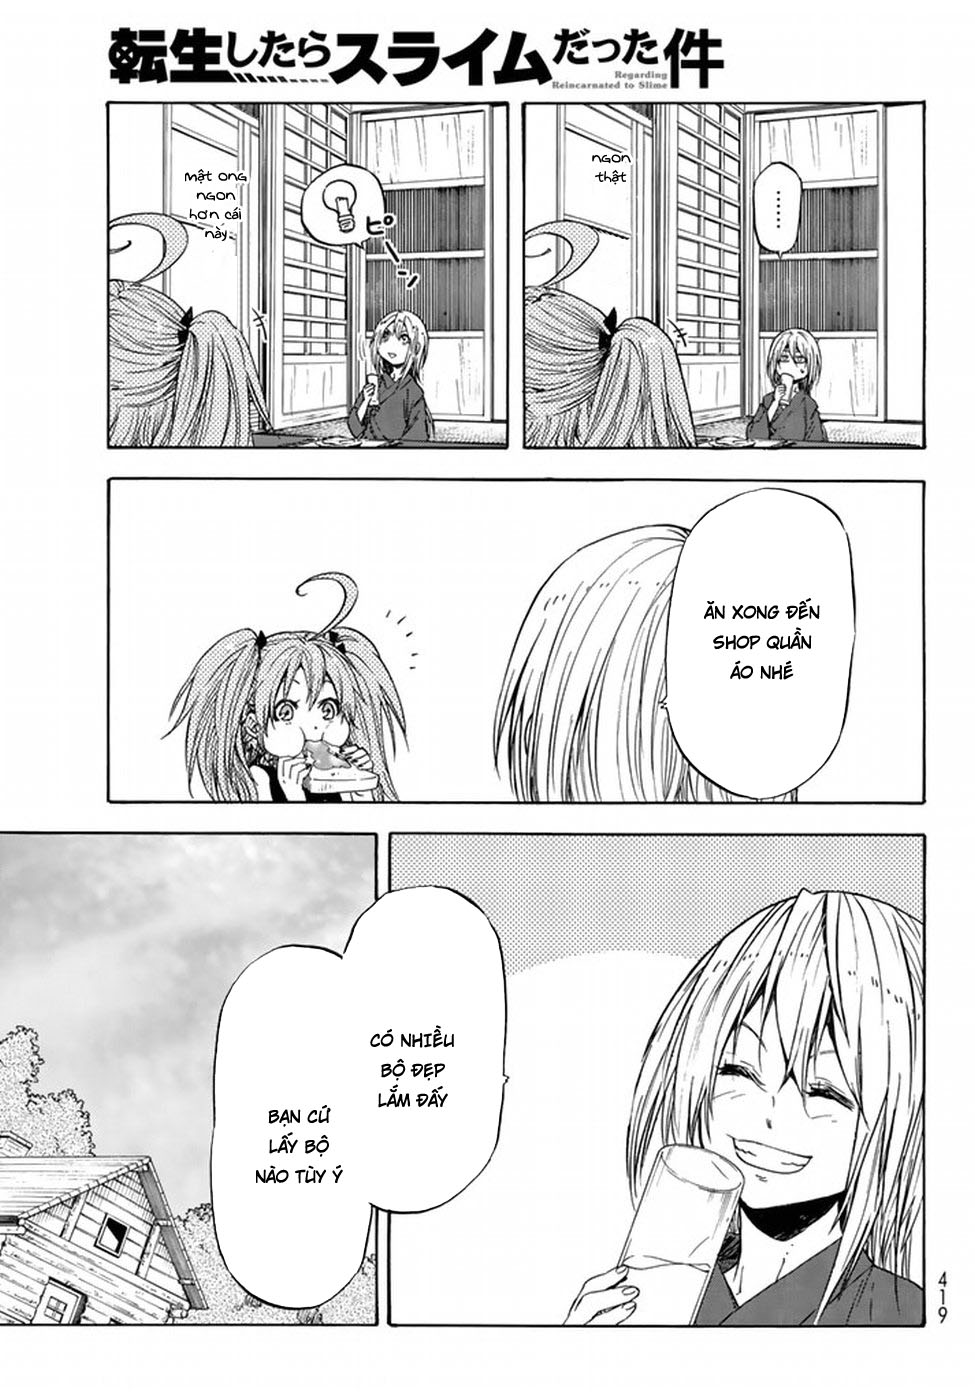 転生したらスライムだった件
Regarding
Reincarnated to Slime
………
ngon
thật
ピーン
mật ong
ngon
hơn cái
này
ĂN XONG ĐẾN
SHOP QUẦN
ÁO NHÉ
CÓ NHIỀU
BỘ ĐẸP
LẮM ĐẤY
BẠN CỨ
LẤY BỘ
NÀO TÙY Ý
419